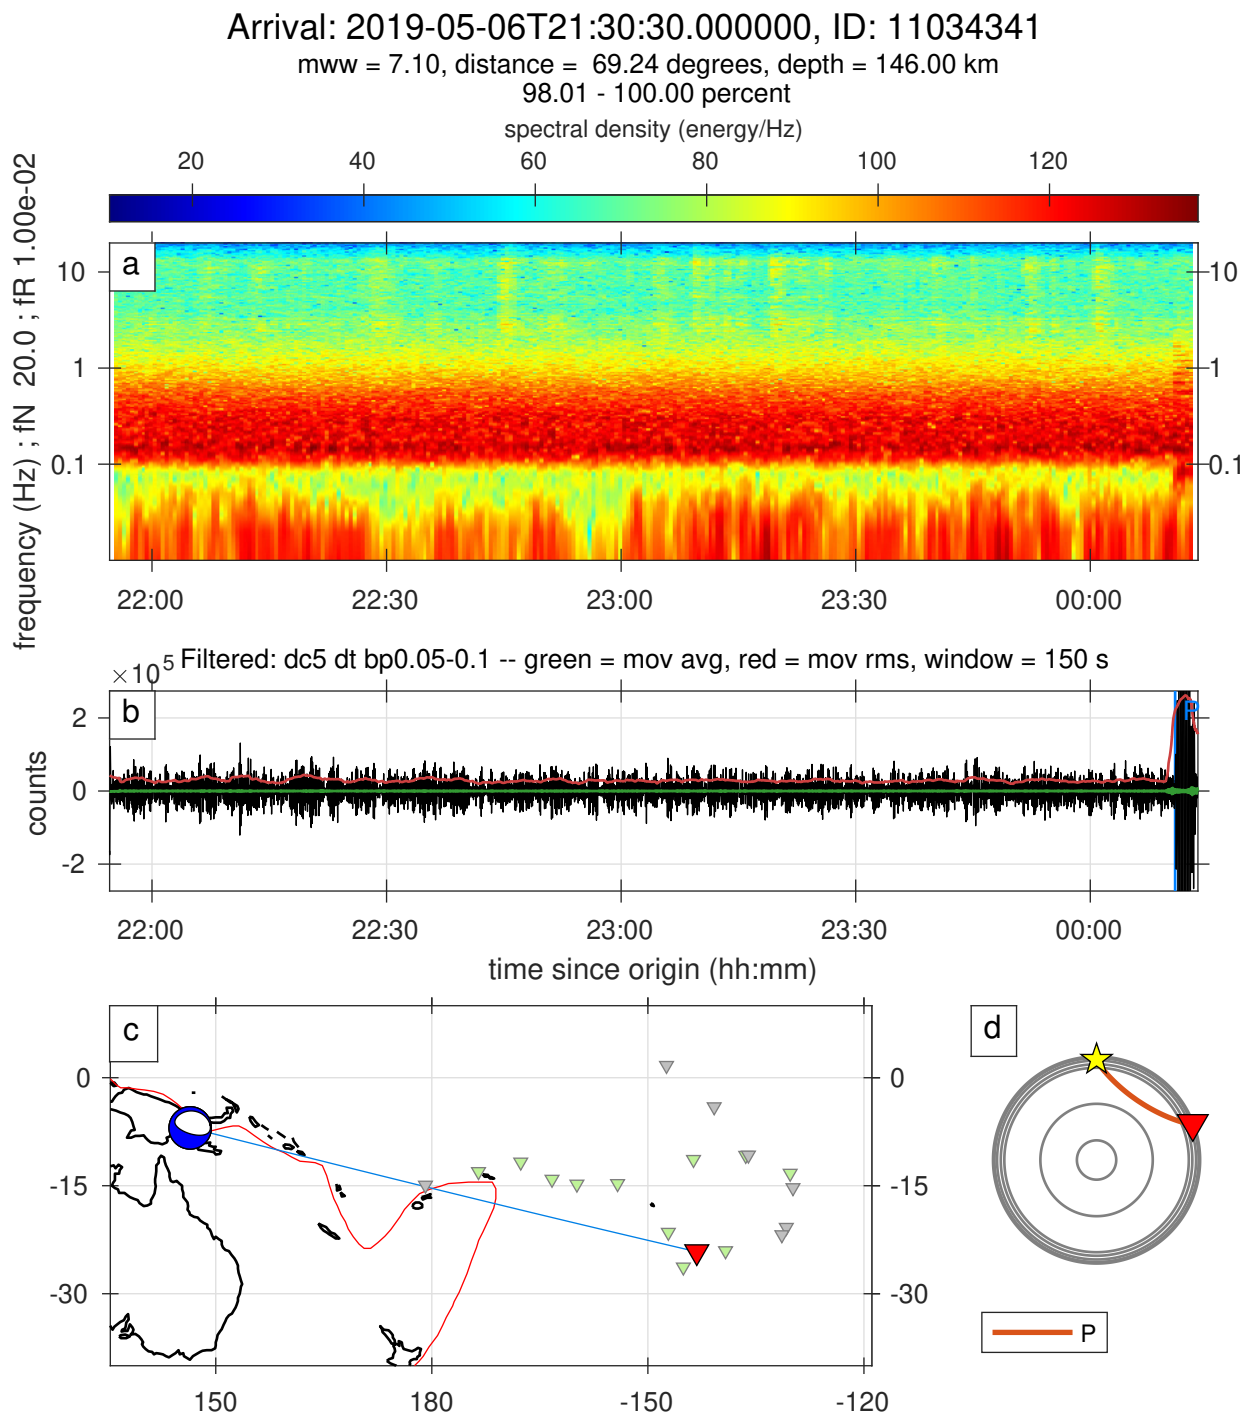 Arrival: 2019-05-06T21:30:30.000000, ID: 11034341
mww = 7.10, distance =  69.24 degrees, depth = 146.00 km
98.01 - 100.00 percent
spectral density (energy/Hz)
20 40 60 80 100 120
frequency (Hz) ; fN  20.0 ; fR 1.00e-02
a
10 10
1 1
0.1 0.1
22:00 22:30 23:00 23:30 00:00
×10^5 Filtered: dc5 dt bp0.05-0.1 -- green = mov avg, red = mov rms, window = 150 s
b
P
counts
2
0
-2
22:00 22:30 23:00 23:30 00:00
time since origin (hh:mm)
c
d
0 0
-15 -15
-30 -30
150 180 -150 -120
P